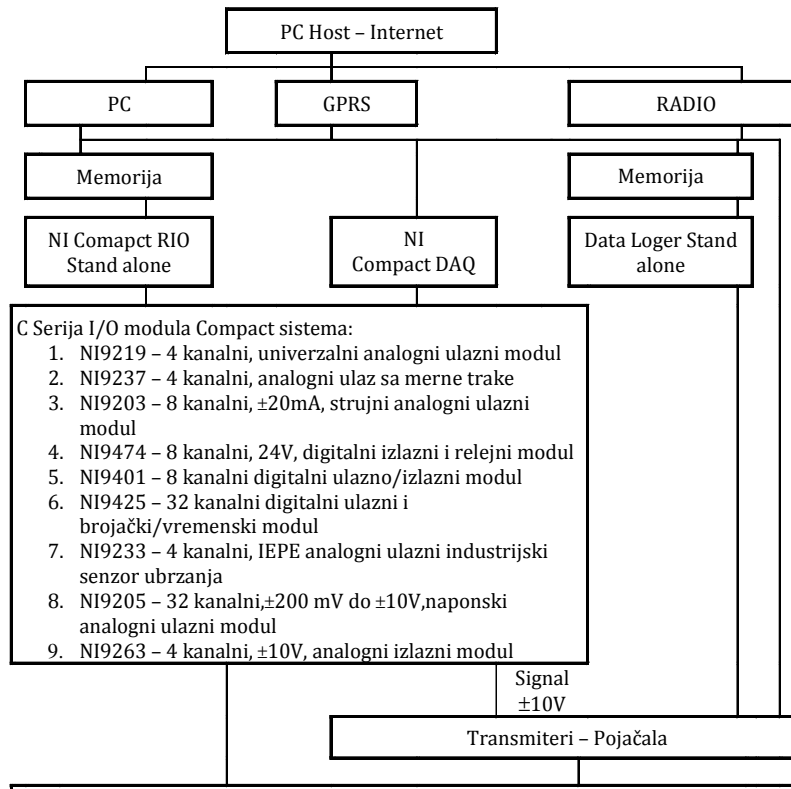 PC Host – Internet
PC
GPRS
RADIO
Memorija
Memorija
NI Comapct RIO
Stand alone
NI
Compact DAQ
Data Loger Stand
alone
C Serija I/O modula Compact sistema:
1. NI9219 – 4 kanalni, univerzalni analogni ulazni modul
2. NI9237 – 4 kanalni, analogni ulaz sa merne trake
3. NI9203 – 8 kanalni, ±20mA, strujni analogni ulazni
modul
4. NI9474 – 8 kanalni, 24V, digitalni izlazni i relejni modul
5. NI9401 – 8 kanalni digitalni ulazno/izlazni modul
6. NI9425 – 32 kanalni digitalni ulazni i
brojački/vremenski modul
7. NI9233 – 4 kanalni, IEPE analogni ulazni industrijski
senzor ubrzanja
8. NI9205 – 32 kanalni,±200 mV do ±10V,naponski
analogni ulazni modul
9. NI9263 – 4 kanalni, ±10V, analogni izlazni modul
Signal
±10V
Transmiteri – Pojačala